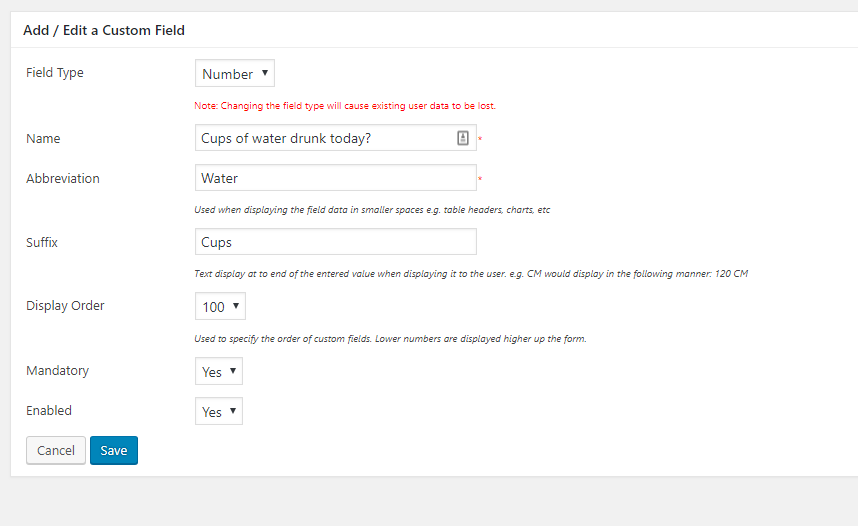 Add / Edit a Custom Field
Field Type
Number
Note: Changing the field type will cause existing user data to be lost.
Name
Cups of water drunk today? *
Abbreviation
Water *
Used when displaying the field data in smaller spaces e.g. table headers, charts, etc
Suffix
Cups
Text display at to end of the entered value when displaying it to the user. e.g. CM would display in the following manner: 120 CM
Display Order
100
Used to specify the order of custom fields. Lower numbers are displayed higher up the form.
Mandatory
Yes
Enabled
Yes
Cancel
Save